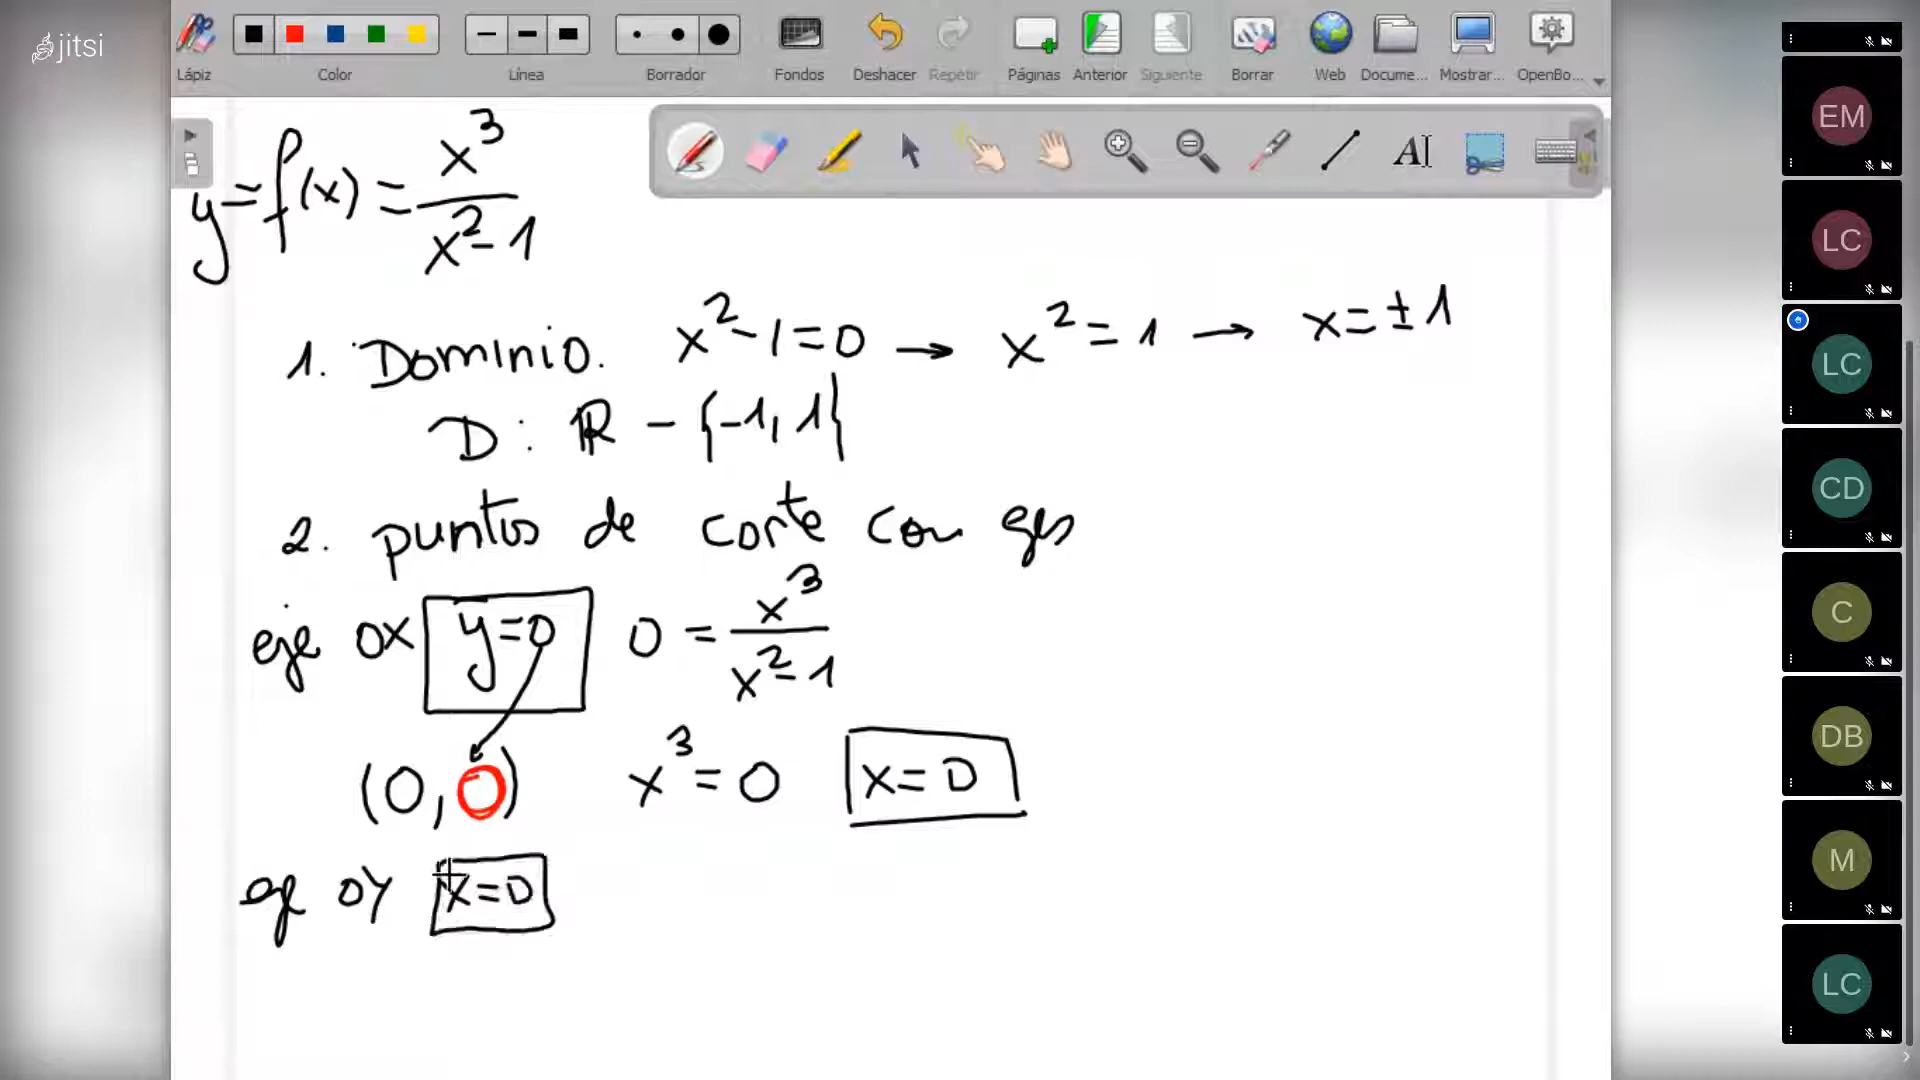 jitsi
Lápiz Color Línea Borrador Fondos Deshacer Repetir Páginas Anterior Siguiente Borrar Web Docume... Mostrar... OpenBo...
y=f(x)=x³/(x²-1)
1. Dominio. x²-1=0 → x²=1 → x=±1
D: ℝ - {-1, 1}
2. puntos de corte con ejes
eje OX y=0 0=x³/(x²-1)
(0,0) x³=0 x=0
eje OY x=0
EM
LC
LC
CD
C
DB
M
LC